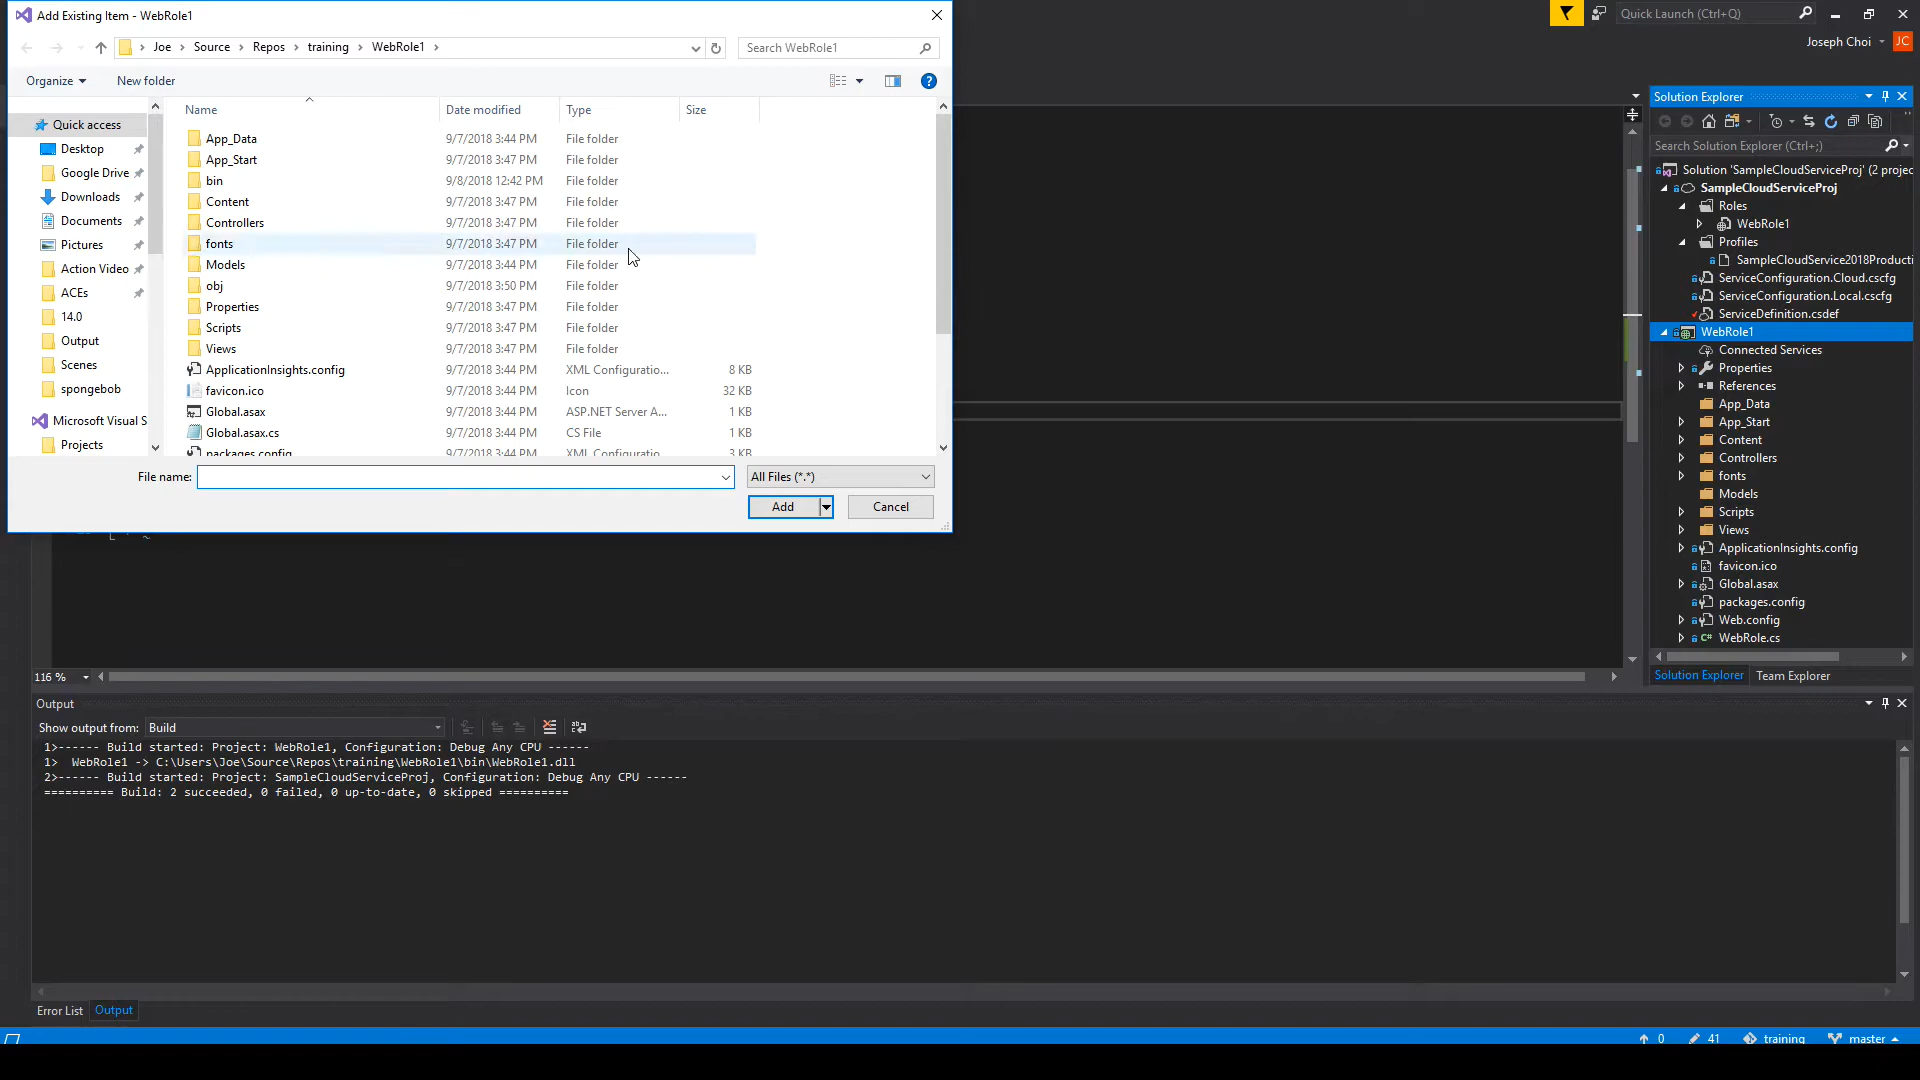 Add Existing Item - WebRole1
Joe > Source > Repos > training > WebRole1 >
Search WebRole1
Organize
New folder
Name
Date modified
Type
Size
Quick access
Desktop
Google Drive
Downloads
Documents
Pictures
Action Video
ACEs
14.0
Output
Scenes
spongebob
Microsoft Visual S
Projects
App_Data 9/7/2018 3:44 PM File folder
App_Start 9/7/2018 3:47 PM File folder
bin 9/8/2018 12:42 PM File folder
Content 9/7/2018 3:47 PM File folder
Controllers 9/7/2018 3:47 PM File folder
fonts 9/7/2018 3:47 PM File folder
Models 9/7/2018 3:44 PM File folder
obj 9/7/2018 3:50 PM File folder
Properties 9/7/2018 3:47 PM File folder
Scripts 9/7/2018 3:47 PM File folder
Views 9/7/2018 3:47 PM File folder
ApplicationInsights.config 9/7/2018 3:44 PM XML Configuratio... 8 KB
favicon.ico 9/7/2018 3:44 PM Icon 32 KB
Global.asax 9/7/2018 3:44 PM ASP.NET Server A... 1 KB
Global.asax.cs 9/7/2018 3:44 PM CS File 1 KB
packages.config 9/7/2018 3:44 PM XML Configuratio 3 KB
File name:
All Files (*.*)
Add
Cancel
Quick Launch (Ctrl+Q)
Joseph Choi
JC
Solution Explorer
Search Solution Explorer (Ctrl+;)
Solution 'SampleCloudServiceProj' (2 projec
SampleCloudServiceProj
Roles
WebRole1
Profiles
SampleCloudService2018Producti
ServiceConfiguration.Cloud.cscfg
ServiceConfiguration.Local.cscfg
ServiceDefinition.csdef
WebRole1
Connected Services
Properties
References
App_Data
App_Start
Content
Controllers
fonts
Models
Scripts
Views
ApplicationInsights.config
favicon.ico
Global.asax
packages.config
Web.config
WebRole.cs
Solution Explorer
Team Explorer
116 %
Output
Show output from:
Build
1>------ Build started: Project: WebRole1, Configuration: Debug Any CPU ------
1>  WebRole1 -> C:\Users\Joe\Source\Repos\training\WebRole1\bin\WebRole1.dll
2>------ Build started: Project: SampleCloudServiceProj, Configuration: Debug Any CPU ------
========== Build: 2 succeeded, 0 failed, 0 up-to-date, 0 skipped ==========
Error List
Output
0
41
training
master